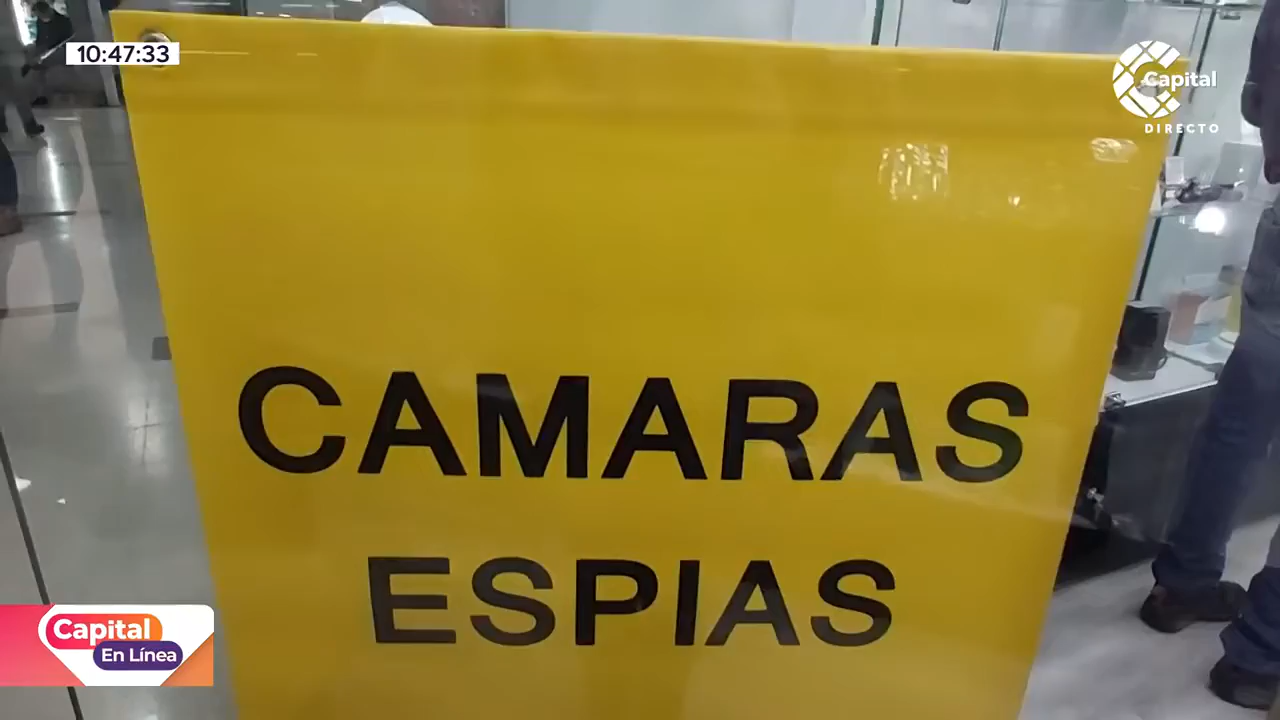 10:47:33
Capital
DIRECTO
CAMARAS
ESPIAS
Capital
En Línea